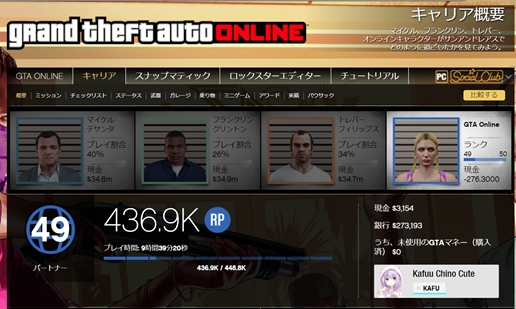 grand theft auto ONLINE
キャリア概要
マイケル、フランクリン、トレバー、
オンラインキャラクターがサンアンドレアスで
どのように過ごしたかを見てみよう。
GTA ONLINE キャリア スナップマティック ロックスターエディター チュートリアル PC Social Club
概要 ミッション チェックリスト ステータス 武器 ガレージ 乗り物 ミニゲーム アワード 実績 パウサック 比較する
マイケル
デサンタ
プレイ割合
40%
現金
$34.8m
フランクリン
クリントン
プレイ割合
26%
現金
$34.9m
トレバー
フィリップス
プレイ割合
34%
現金
$34.7m
GTA Online
ランク
49 50
現金
-276.3000
49
パートナー
436.9K RP
プレイ時間: 9時間39分20秒
436.9K / 448.8K
現金 $3,154
銀行 $273,193
うち、未使用のGTAマネー（購入
済） $0
Kafuu Chino Cute
KAFU